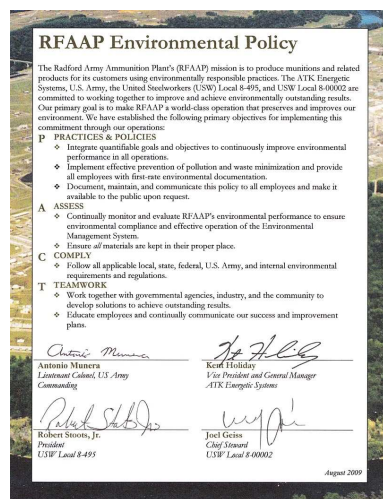 RFAAP Environmental Policy
The Radford Army Ammunition Plant's (RFAAP) mission is to produce munitions and related
products for its customers using environmentally responsible practices. The ATK Energetic
Systems, U.S. Army, the United Steelworkers (USW) Local 8-495, and USW Local 8-00002 are
committed to working together to improve and achieve environmentally outstanding results.
Our primary goal is to make RFAAP a world-class operation that preserves and improves our
environment. We have established the following primary objectives for implementing this
commitment through our operations:
P PRACTICES & POLICIES
❖ Integrate quantifiable goals and objectives to continuously improve environmental
performance in all operations.
❖ Implement effective prevention of pollution and waste minimization and provide
all employees with first-rate environmental documentation.
❖ Document, maintain, and communicate this policy to all employees and make it
available to the public upon request.
A ASSESS
❖ Continually monitor and evaluate RFAAP's environmental performance to ensure
environmental compliance and effective operation of the Environmental
Management System.
❖ Ensure all materials are kept in their proper place.
C COMPLY
❖ Follow all applicable local, state, federal, U.S. Army, and internal environmental
requirements and regulations.
T TEAMWORK
❖ Work together with governmental agencies, industry, and the community to
develop solutions to achieve outstanding results.
❖ Educate employees and continually communicate our success and improvement
plans.
Antonio Munera
Antonio Munera
Lieutenant Colonel, US Army
Commanding
Kent Holiday
Vice President and General Manager
ATK Energetic Systems
Robert Stoots, Jr.
President
USW Local 8-495
Joel Geiss
Chief Steward
USW Local 8-00002
August 2009